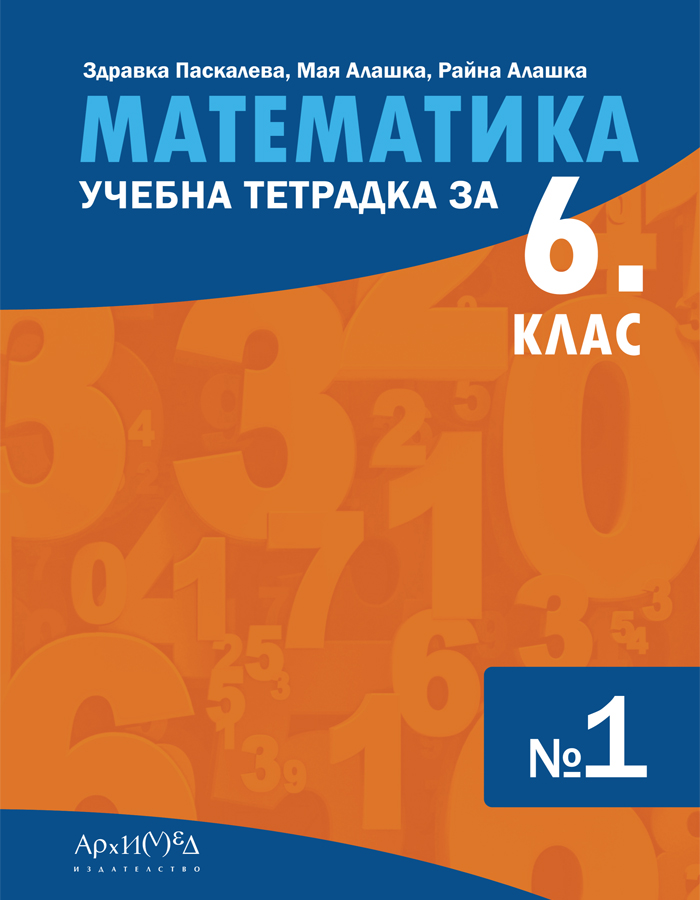 Здравка Паскалева, Мая Алашка, Райна Алашка
МАТЕМАТИКА
УЧЕБНА ТЕТРАДКА ЗА
6.
КЛАС
№1
АрхИмеД
ИЗДАТЕЛСТВО